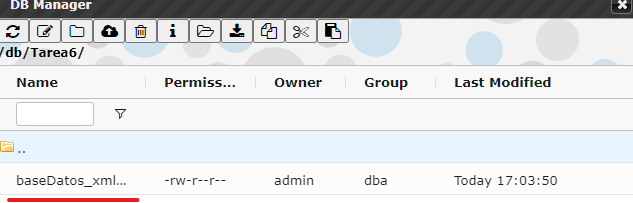 DB Manager
/db/Tarea6/
Name Permiss... Owner Group Last Modified
..
baseDatos_xml... -rw-r--r-- admin dba Today 17:03:50